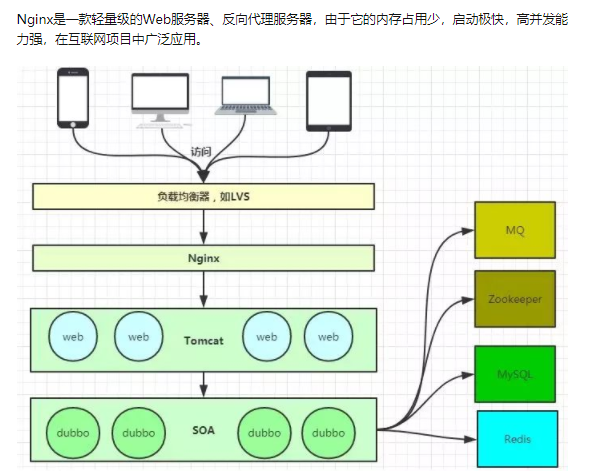 Nginx是一款轻量级的Web服务器、反向代理服务器，由于它的内存占用少，启动极快，高并发能
力强，在互联网项目中广泛应用。
访问
负载均衡器，如LVS
Nginx
web web Tomcat web web
dubbo dubbo SOA dubbo dubbo
MQ
Zookeeper
MySQL
Redis